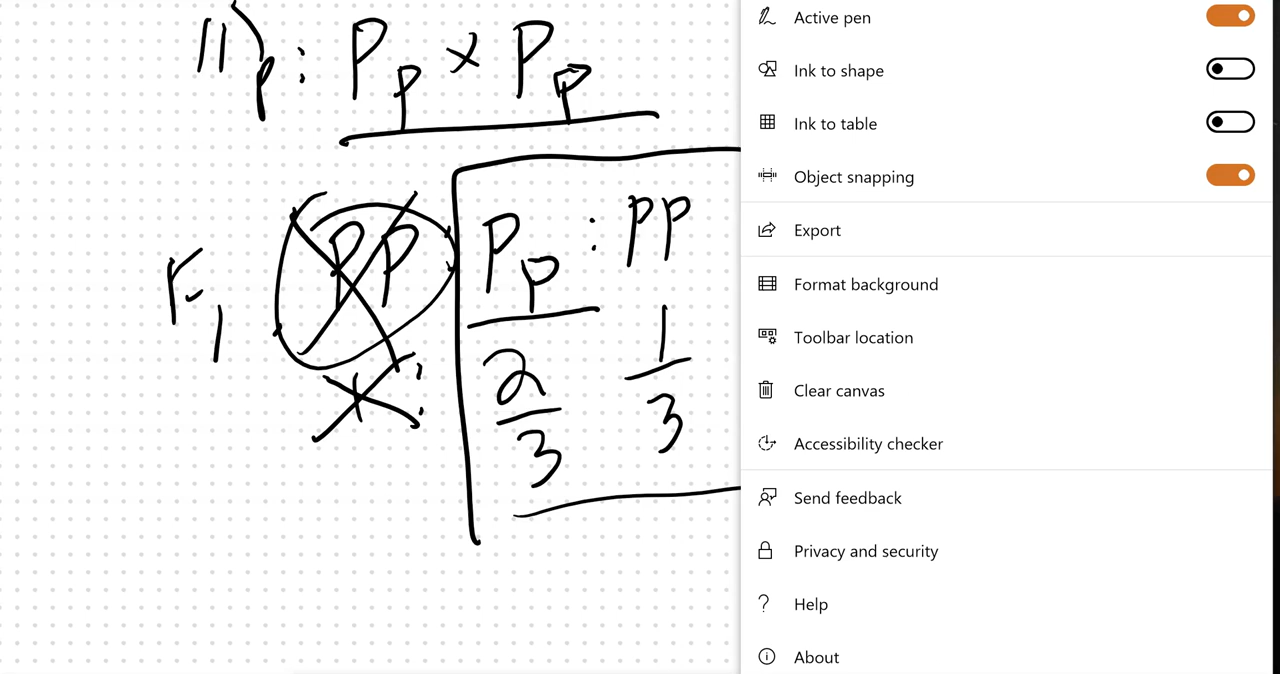 11) P: Pp x Pp
F1 PP Pp : pp
x : 2/3 1/3
Active pen
Ink to shape
Ink to table
Object snapping
Export
Format background
Toolbar location
Clear canvas
Accessibility checker
Send feedback
Privacy and security
Help
About